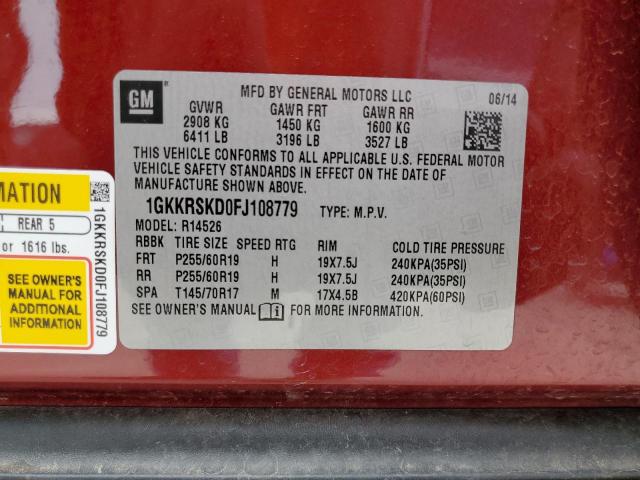 GM
MFD BY GENERAL MOTORS LLC
06/14
GVWR GAWR FRT GAWR RR
2908 KG 1450 KG 1600 KG
6411 LB 3196 LB 3527 LB
THIS VEHICLE CONFORMS TO ALL APPLICABLE U.S. FEDERAL MOTOR
VEHICLE SAFETY STANDARDS IN EFFECT ON THE DATE OF
MANUFACTURE SHOWN ABOVE.
1GKKRSKD0FJ108779 TYPE: M.P.V.
MODEL: R14526
RBBK TIRE SIZE SPEED RTG RIM COLD TIRE PRESSURE
FRT P255/60R19 H 19X7.5J 240KPA(35PSI)
RR P255/60R19 H 19X7.5J 240KPA(35PSI)
SPA T145/70R17 M 17X4.5B 420KPA(60PSI)
SEE OWNER'S MANUAL i FOR MORE INFORMATION.
MATION
REAR 5
or 1616 lbs.
SEE OWNER'S
MANUAL FOR
ADDITIONAL
INFORMATION
1GKKRSKD0FJ108779